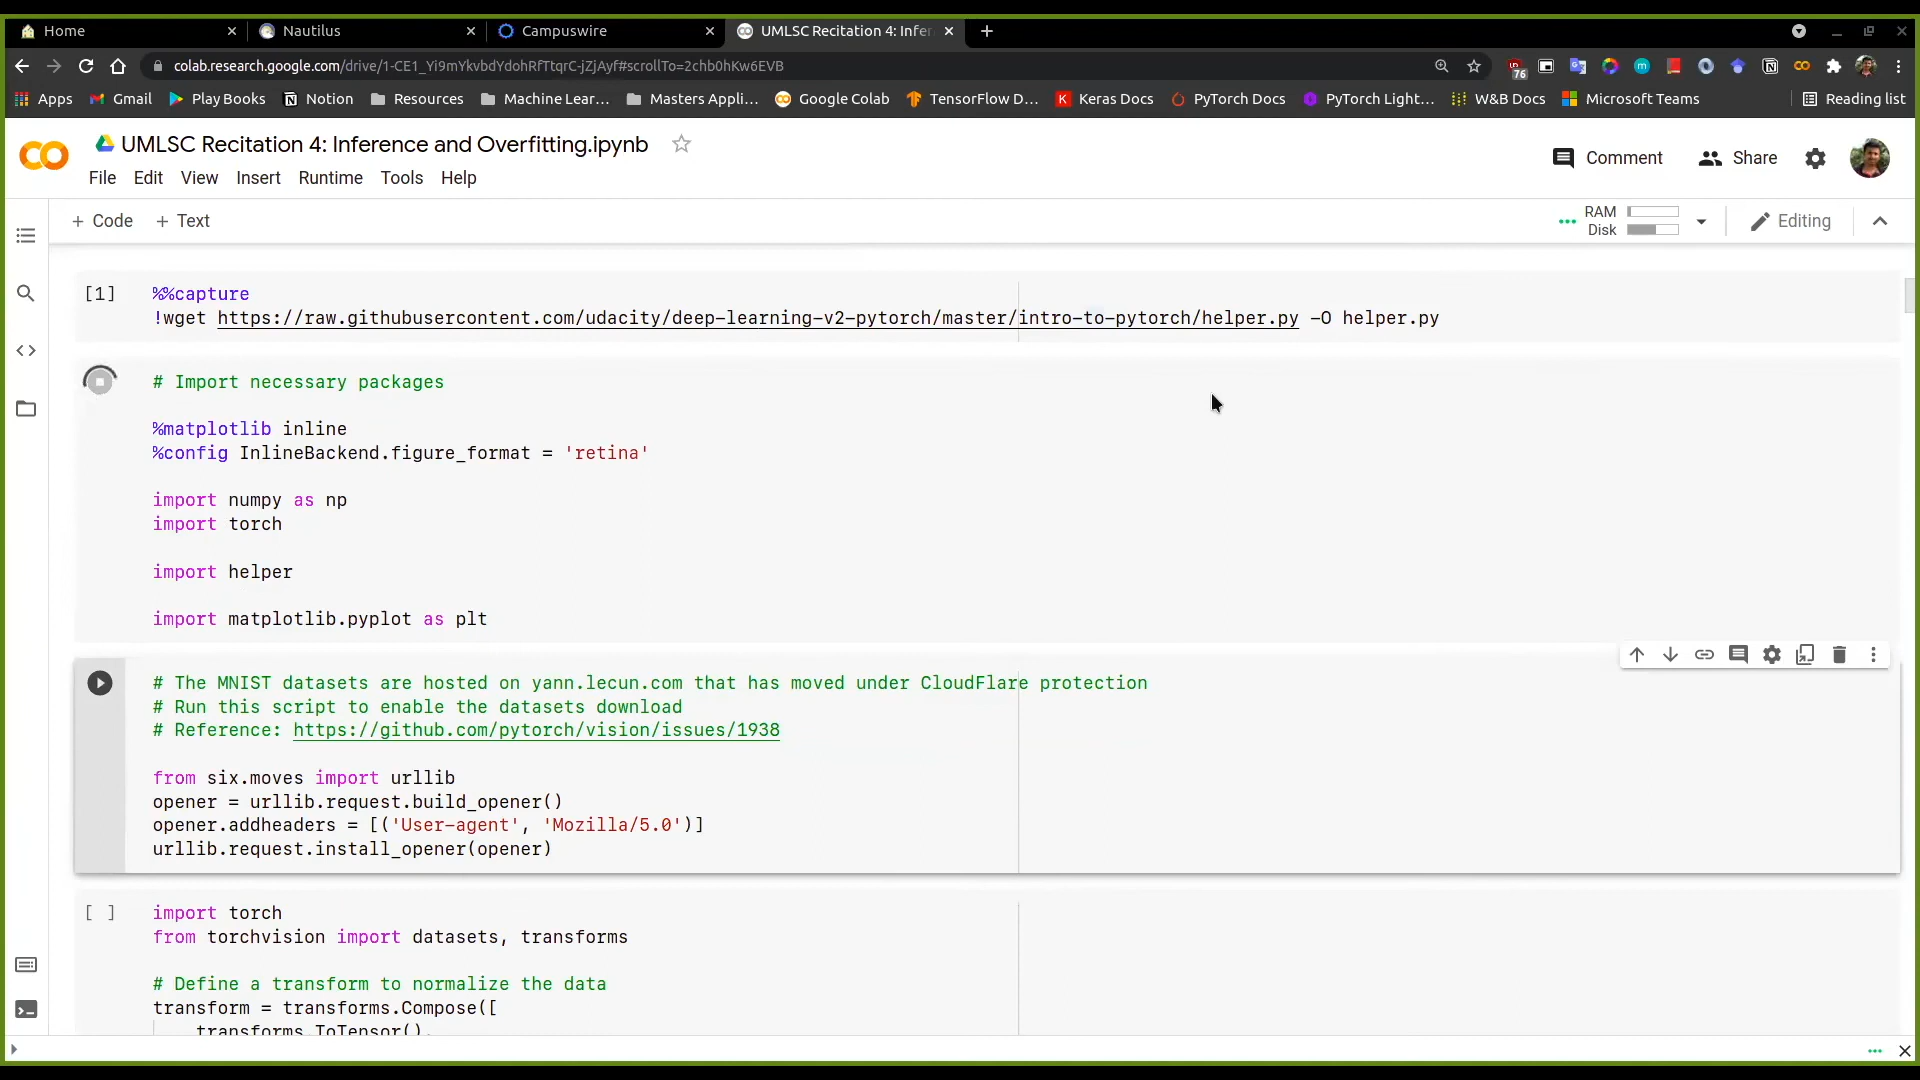 Home
Nautilus
Campuswire
UMLSC Recitation 4: Infer
colab.research.google.com/drive/1-CE1_Yi9mYkvbdYdohRfTtqrC-jZjAyf#scrollTo=2chb0hKw6EVB
76
Apps
Gmail
Play Books
Notion
Resources
Machine Lear...
Masters Appli...
Google Colab
TensorFlow D...
Keras Docs
PyTorch Docs
PyTorch Light...
W&B Docs
Microsoft Teams
Reading list
UMLSC Recitation 4: Inference and Overfitting.ipynb
Comment
Share
File Edit View Insert Runtime Tools Help
+ Code + Text
RAM
Disk
Editing
[1] %%capture
!wget https://raw.githubusercontent.com/udacity/deep-learning-v2-pytorch/master/intro-to-pytorch/helper.py -O helper.py
# Import necessary packages
%matplotlib inline
%config InlineBackend.figure_format = 'retina'
import numpy as np
import torch
import helper
import matplotlib.pyplot as plt
# The MNIST datasets are hosted on yann.lecun.com that has moved under CloudFlare protection
# Run this script to enable the datasets download
# Reference: https://github.com/pytorch/vision/issues/1938
from six.moves import urllib
opener = urllib.request.build_opener()
opener.addheaders = [('User-agent', 'Mozilla/5.0')]
urllib.request.install_opener(opener)
[ ] import torch
from torchvision import datasets, transforms
# Define a transform to normalize the data
transform = transforms.Compose([
transforms.ToTensor(),